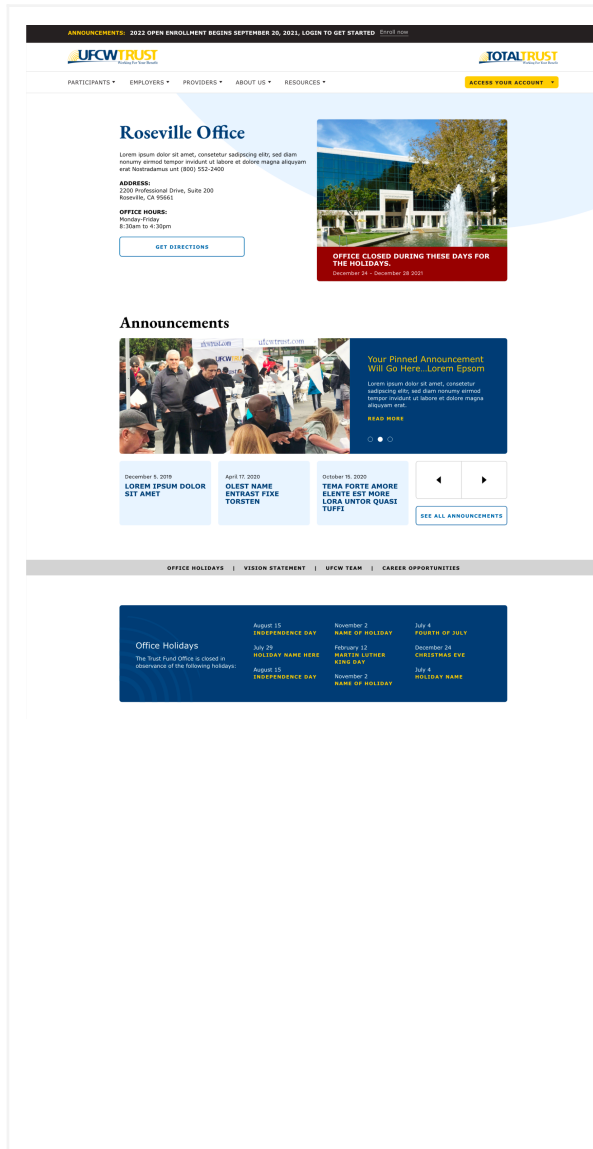 ANNOUNCEMENTS: 2022 OPEN ENROLLMENT BEGINS SEPTEMBER 20, 2021, LOGIN TO GET STARTED Enroll now
UFCWTRUST
Working For Your Benefit
TOTALTRUST
Working For Your Benefit
PARTICIPANTS EMPLOYERS PROVIDERS ABOUT US RESOURCES
ACCESS YOUR ACCOUNT
Roseville Office
Lorem ipsum dolor sit amet, consetetur sadipscing elitr, sed diam
nonumy eirmod tempor invidunt ut labore et dolore magna aliquyam
erat Nostradamus unt (800) 552-2400
ADDRESS:
2200 Professional Drive, Suite 200
Roseville, CA 95661
OFFICE HOURS:
Monday-Friday
8:30am to 4:30pm
GET DIRECTIONS
OFFICE CLOSED DURING THESE DAYS FOR
THE HOLIDAYS.
December 24 – December 28 2021
Announcements
ufcwtrust.com
UFCW
Your Pinned Announcement
Will Go Here...Lorem Epsom
Lorem ipsum dolor sit amet, consetetur
sadipscing elitr, sed diam nonumy eirmod
tempor invidunt ut labore et dolore magna
aliquyam erat.
READ MORE
December 5, 2019
LOREM IPSUM DOLOR
SIT AMET
April 17, 2020
OLEST NAME
ENTRAST FIXE
TORSTEN
October 15, 2020
TEMA FORTE AMORE
ELENTE EST MORE
LORA UNTOR QUASI
TUFFI
SEE ALL ANNOUNCEMENTS
OFFICE HOLIDAYS | VISION STATEMENT | UFCW TEAM | CAREER OPPORTUNITIES
Office Holidays
The Trust Fund Office is closed in
observance of the following holidays:
August 15
INDEPENDENCE DAY
July 29
HOLIDAY NAME HERE
August 15
INDEPENDENCE DAY
November 2
NAME OF HOLIDAY
February 12
MARTIN LUTHER
KING DAY
November 2
NAME OF HOLIDAY
July 4
FOURTH OF JULY
December 24
CHRISTMAS EVE
July 4
HOLIDAY NAME